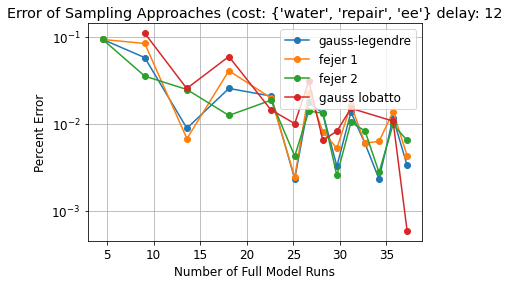 Error of Sampling Approaches (cost: {'water', 'repair', 'ee'} delay: 12
10⁻¹
10⁻²
10⁻³
Percent Error
gauss-legendre
fejer 1
fejer 2
gauss lobatto
5 10 15 20 25 30 35
Number of Full Model Runs